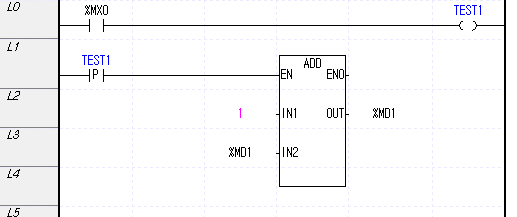 L0
%MX0 TEST1
L1
TEST1
P
ADD
EN ENO
L2
1 IN1 OUT %MD1
L3
%MD1 IN2
L4
L5